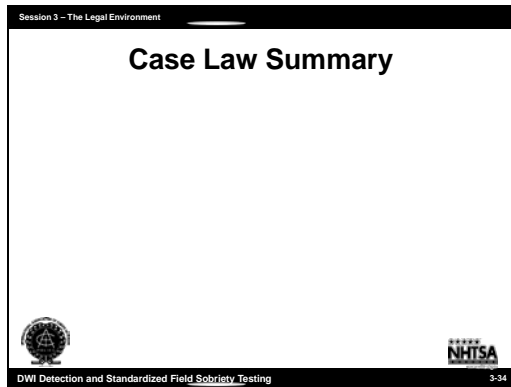 Session 3 – The Legal Environment
Case Law Summary
NHTSA
DWI Detection and Standardized Field Sobriety Testing
3-34